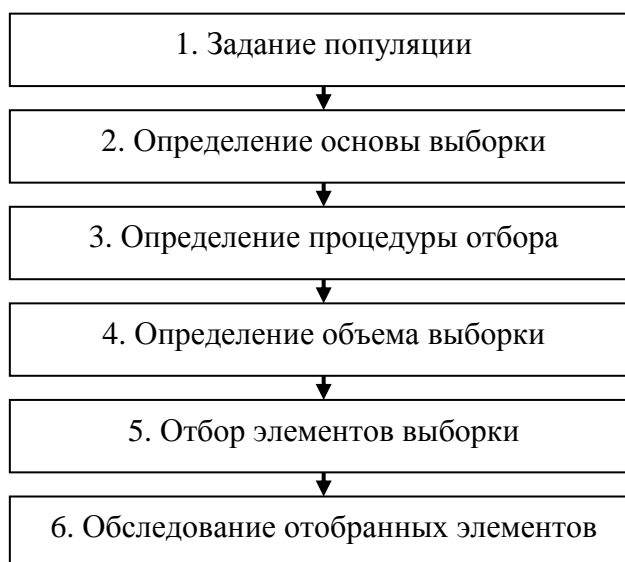 1. Задание популяции
2. Определение основы выборки
3. Определение процедуры отбора
4. Определение объема выборки
5. Отбор элементов выборки
6. Обследование отобранных элементов